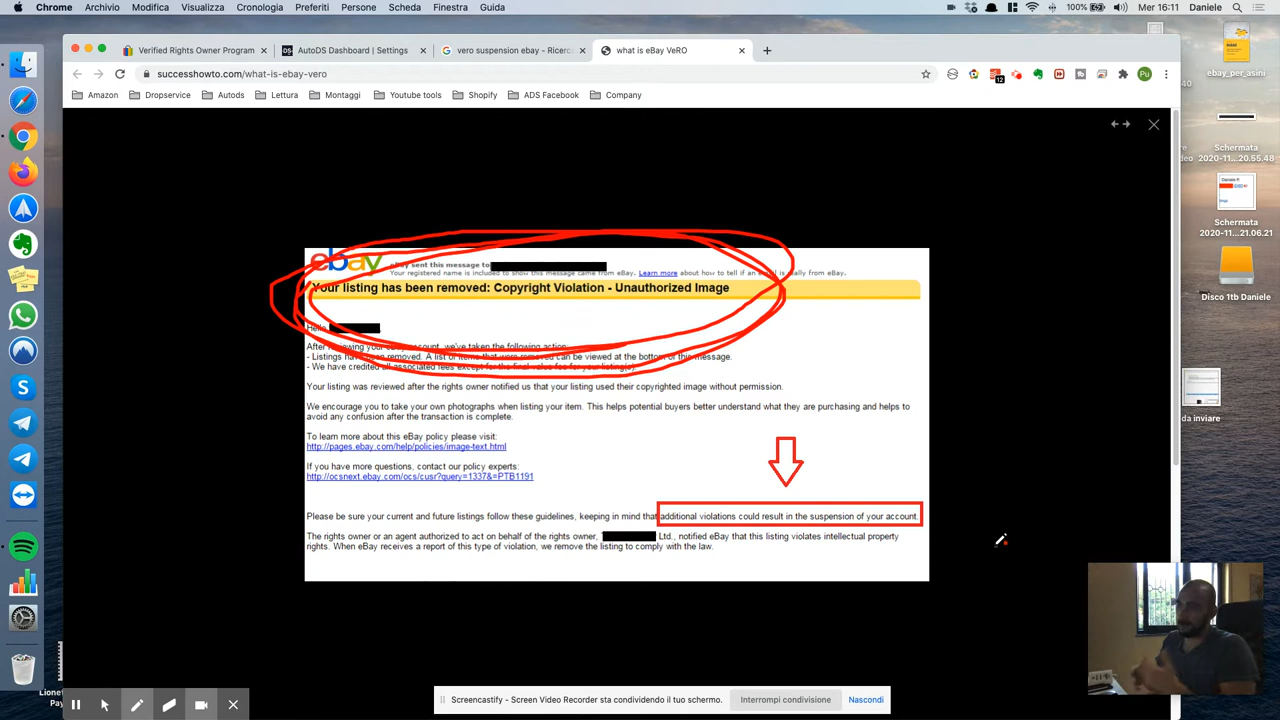 Chrome Archivio Modifica Visualizza Cronologia Preferiti Persone Scheda Finestra Guida 100% Mar 16:11 Daniele
Verified Rights Owner Program AutoDS Dashboard | Settings vero suspension ebay - Ricerc what is eBay VeRO
successhowto.com/what-is-ebay-vero 12 Pu
Amazon Dropservice Autods Lettura Montaggi Youtube tools Shopify ADS Facebook Company
ebay_per_asini
40
ebay
ebay sent this message to
Your registered name is included to show this message came from eBay. Learn more about how to tell if an email is really from eBay.
Your listing has been removed: Copyright Violation - Unauthorized Image
Hello
After reviewing your eBay account, we've taken the following action:
- Listings have been removed. A list of items that were removed can be viewed at the bottom of this message.
- We have credited all associated fees except for the final value fee for your listing(s).
Your listing was reviewed after the rights owner notified us that your listing used their copyrighted image without permission.
We encourage you to take your own photographs when listing your item. This helps potential buyers better understand what they are purchasing and helps to
avoid any confusion after the transaction is complete.
To learn more about this eBay policy please visit:
http://pages.ebay.com/help/policies/image-text.html
If you have more questions, contact our policy experts:
http://ocsnext.ebay.com/ocs/cusr?query=1337&=PTB1191
Please be sure your current and future listings follow these guidelines, keeping in mind that additional violations could result in the suspension of your account.
The rights owner or an agent authorized to act on behalf of the rights owner, Ltd., notified eBay that this listing violates intellectual property
rights. When eBay receives a report of this type of violation, we remove the listing to comply with the law.
Schermata
2020-11...20.55.48
Schermata
2020-11...21.06.21
Disco 1tb Daniele
da inviare
Screencastify - Screen Video Recorder sta condividendo il tuo schermo. Interrompi condivisione Nascondi